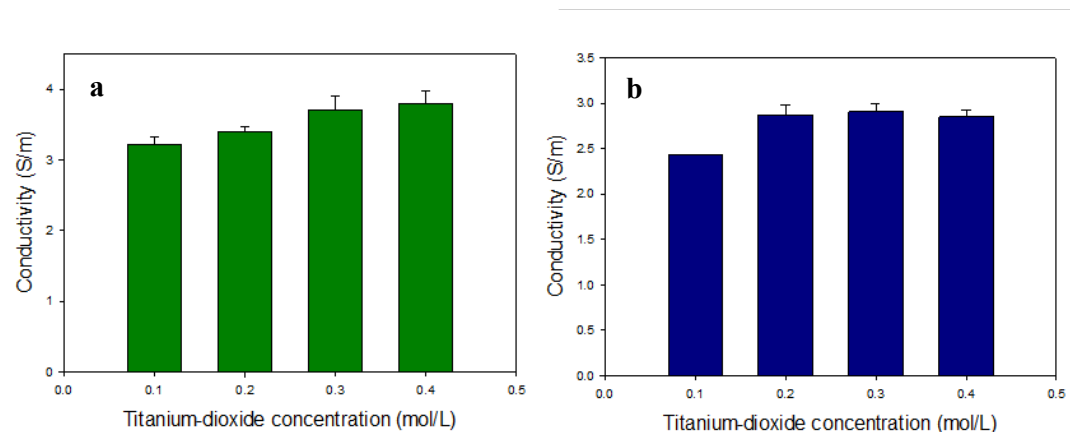 a
Conductivity (S/m)
4
3
2
1
0
0.0 0.1 0.2 0.3 0.4 0.5
Titanium-dioxide concentration (mol/L)
b
Conductivity (S/m)
3.5
3.0
2.5
2.0
1.5
1.0
0.5
0.0
0.0 0.1 0.2 0.3 0.4 0.5
Titanium-dioxide concentration (mol/L)